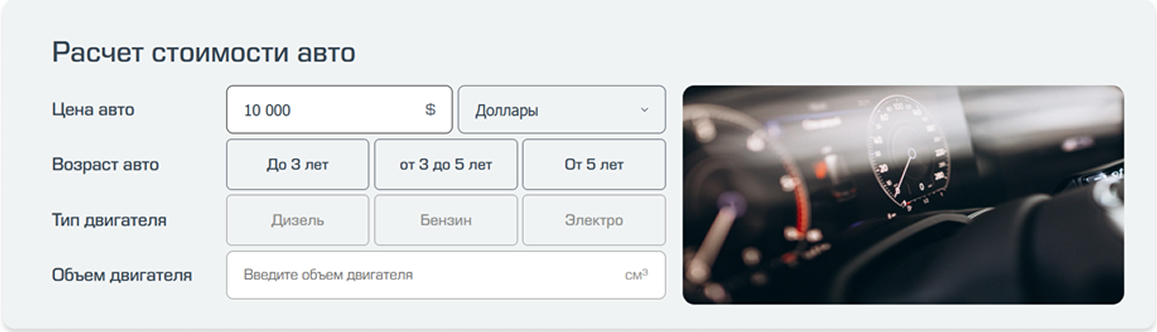 Расчет стоимости авто
Цена авто 10 000 $ Доллары
Возраст авто До 3 лет от 3 до 5 лет От 5 лет
Тип двигателя Дизель Бензин Электро
Объем двигателя Введите объем двигателя см³